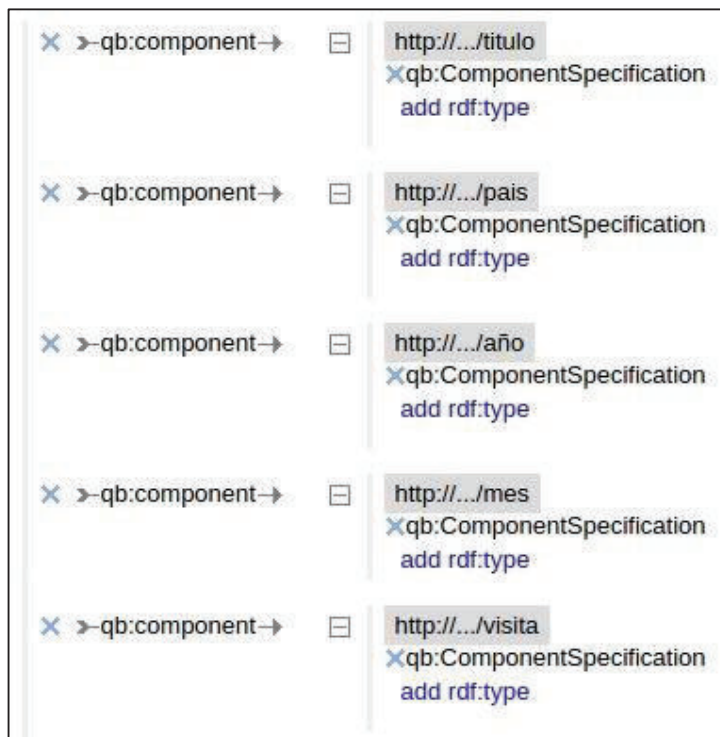 qb:component http://.../titulo
qb:ComponentSpecification
add rdf:type
qb:component http://.../pais
qb:ComponentSpecification
add rdf:type
qb:component http://.../año
qb:ComponentSpecification
add rdf:type
qb:component http://.../mes
qb:ComponentSpecification
add rdf:type
qb:component http://.../visita
qb:ComponentSpecification
add rdf:type